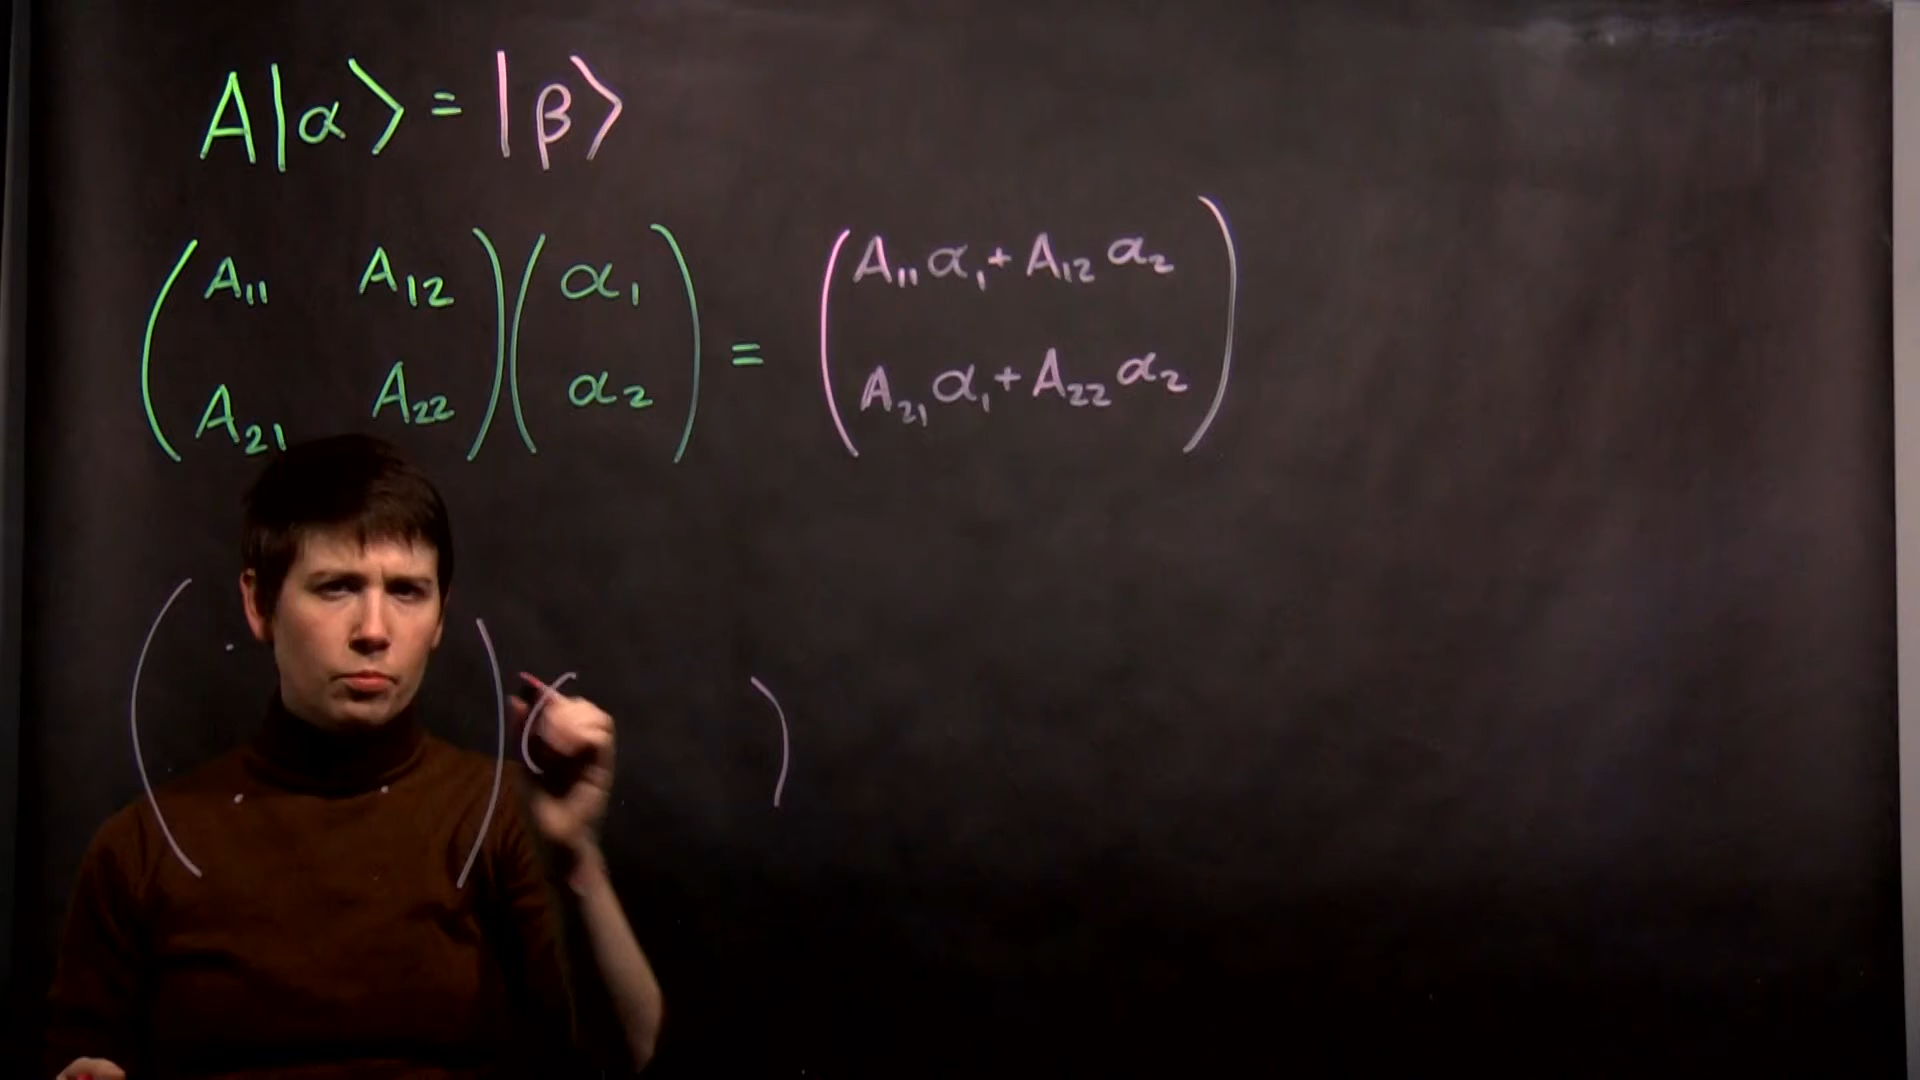 A|α⟩ = |β⟩
( A₁₁ A₁₂ ) ( α₁ ) = ( A₁₁α₁ + A₁₂α₂ )
( A₂₁ A₂₂ ) ( α₂ ) ( A₂₁α₁ + A₂₂α₂ )
( ) ( )